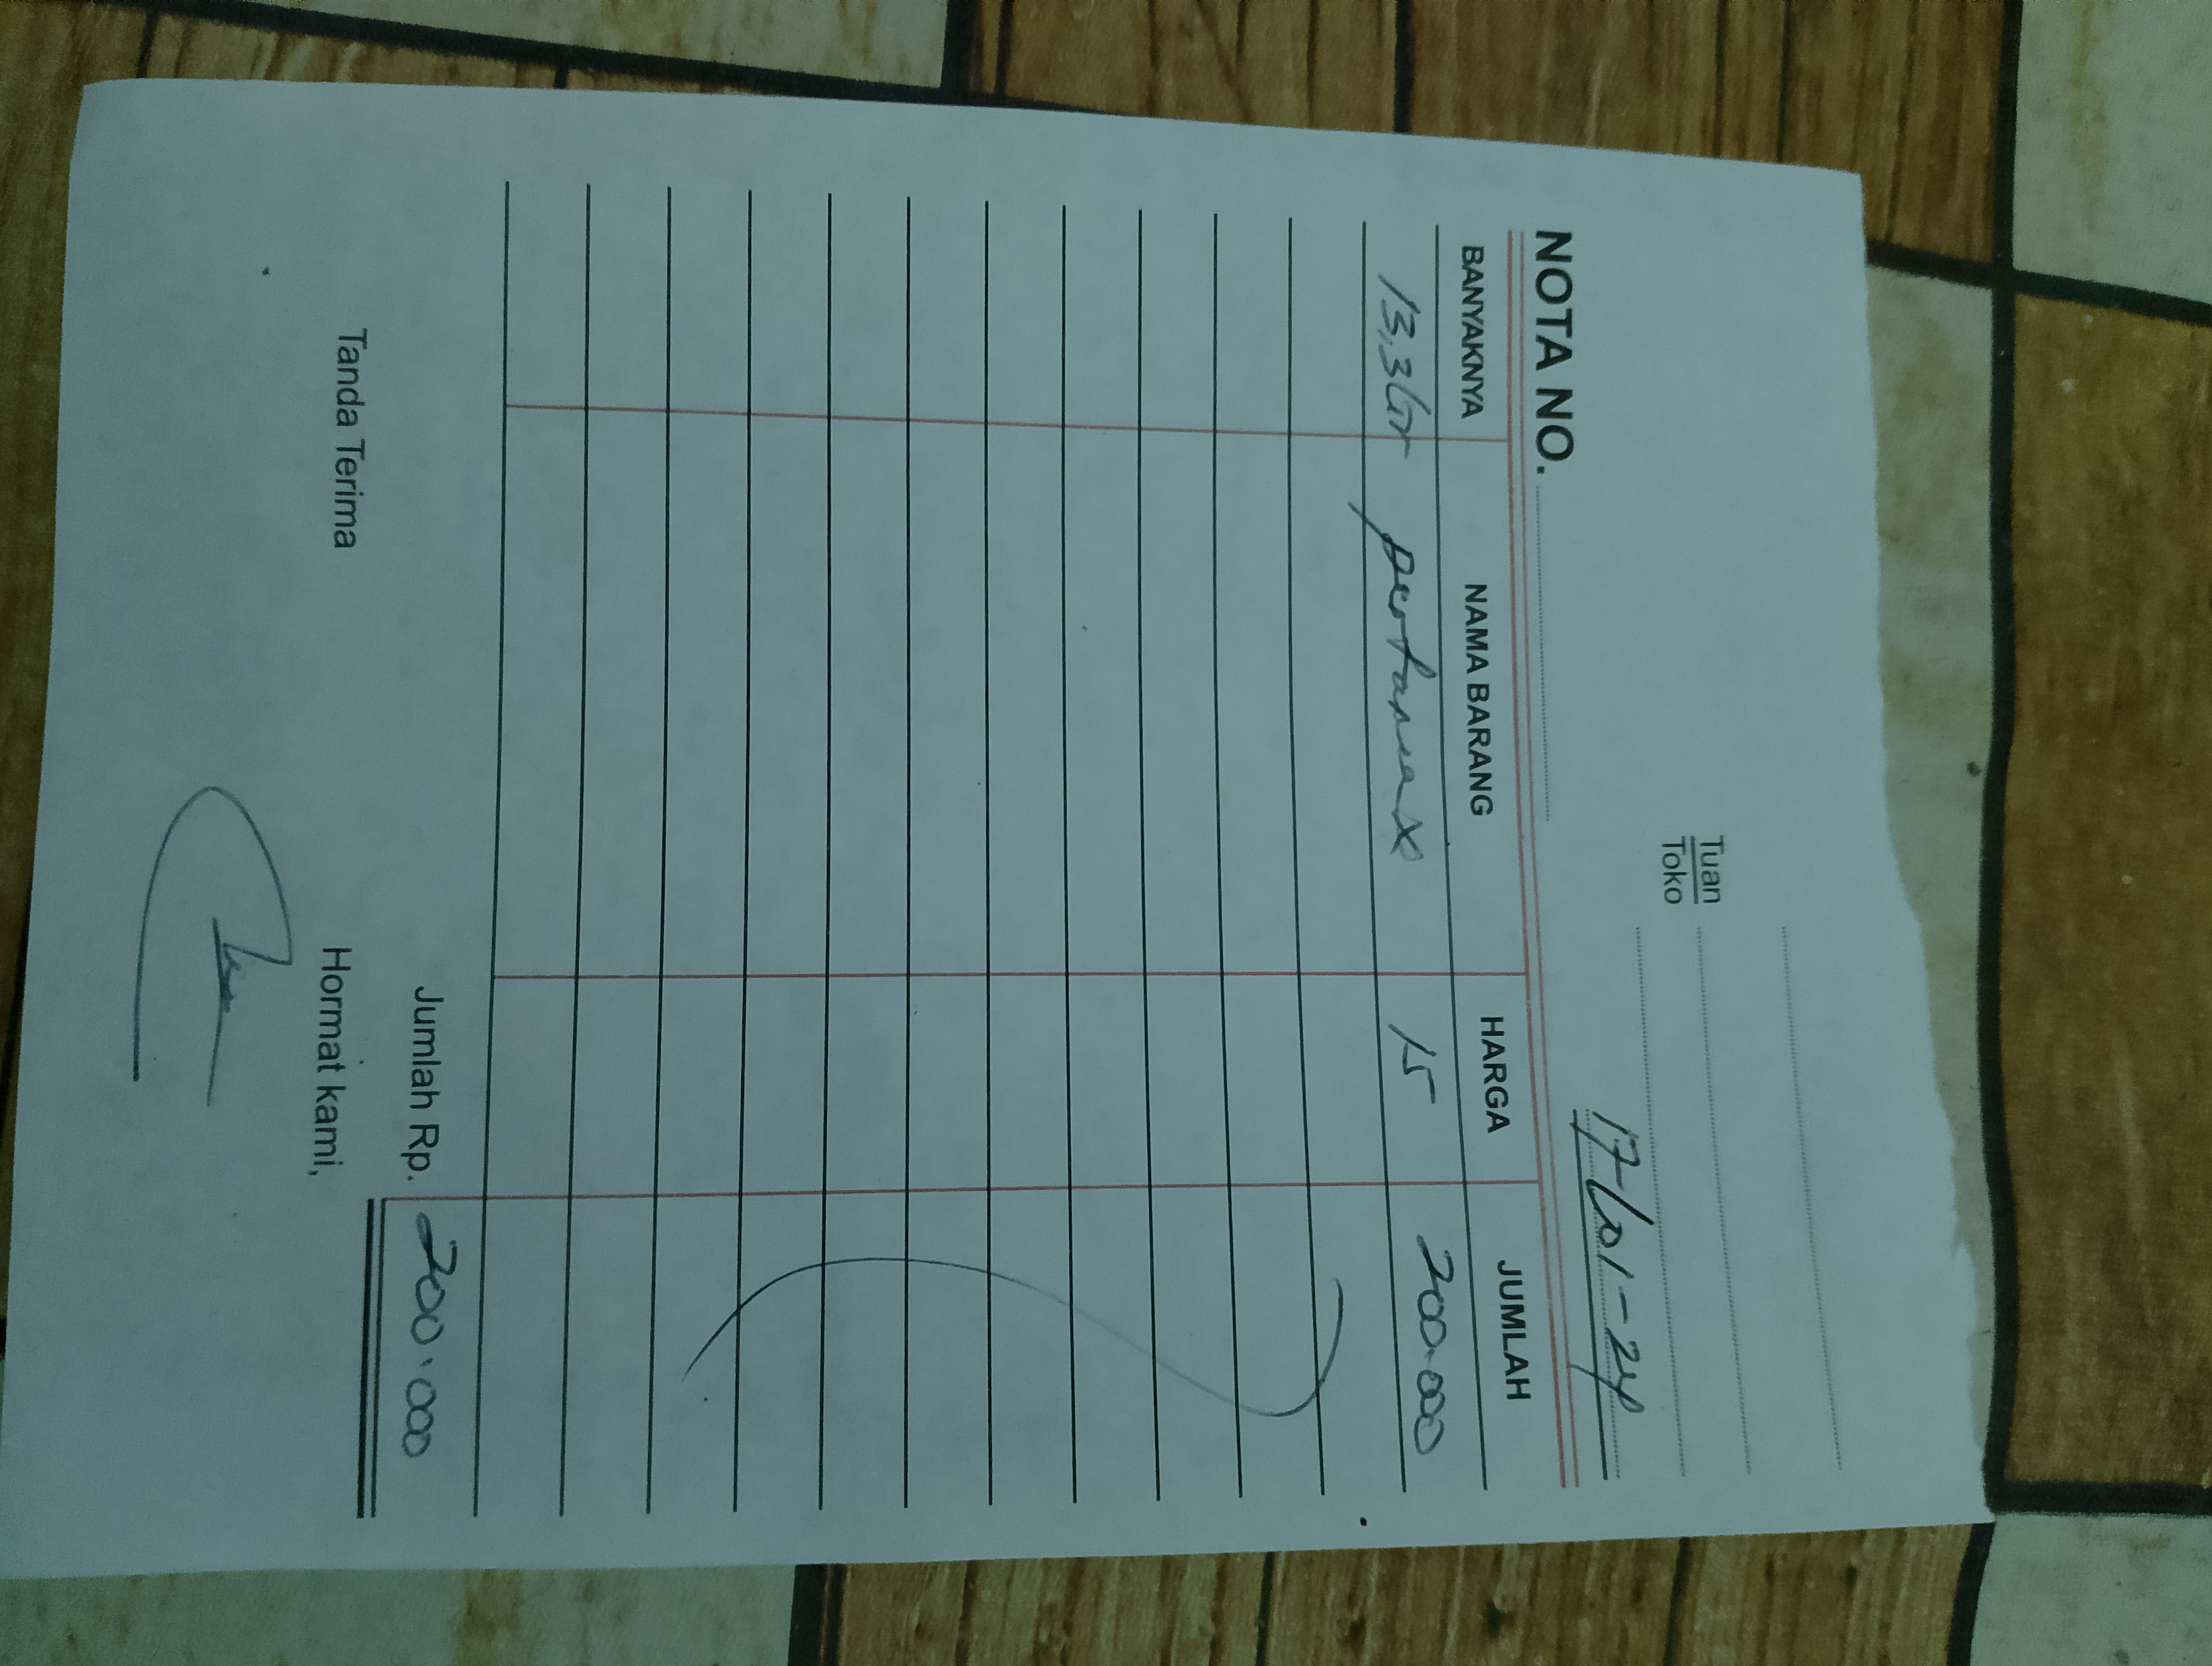 17/01-24
Tuan
Toko
NOTA NO.
BANYAKNYA NAMA BARANG HARGA JUMLAH
13,3 ltr pertamax 15 200.000
Jumlah Rp. 200.000
Tanda Terima Hormat kami,